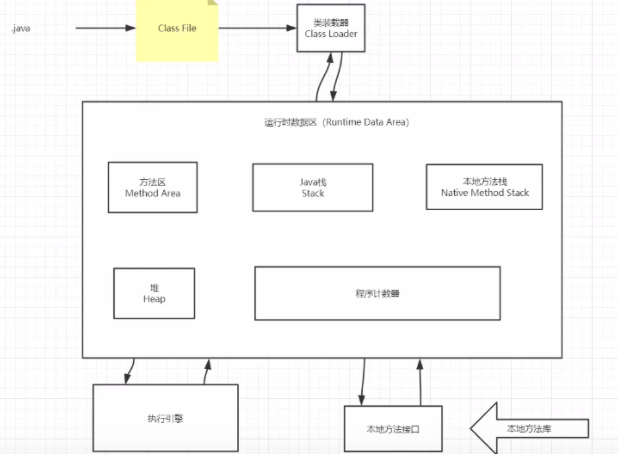 .java
Class File
类装载器
Class Loader
运行时数据区（Runtime Data Area）
方法区
Method Area
Java栈
Stack
本地方法栈
Native Method Stack
堆
Heap
程序计数器
执行引擎
本地方法接口
本地方法库